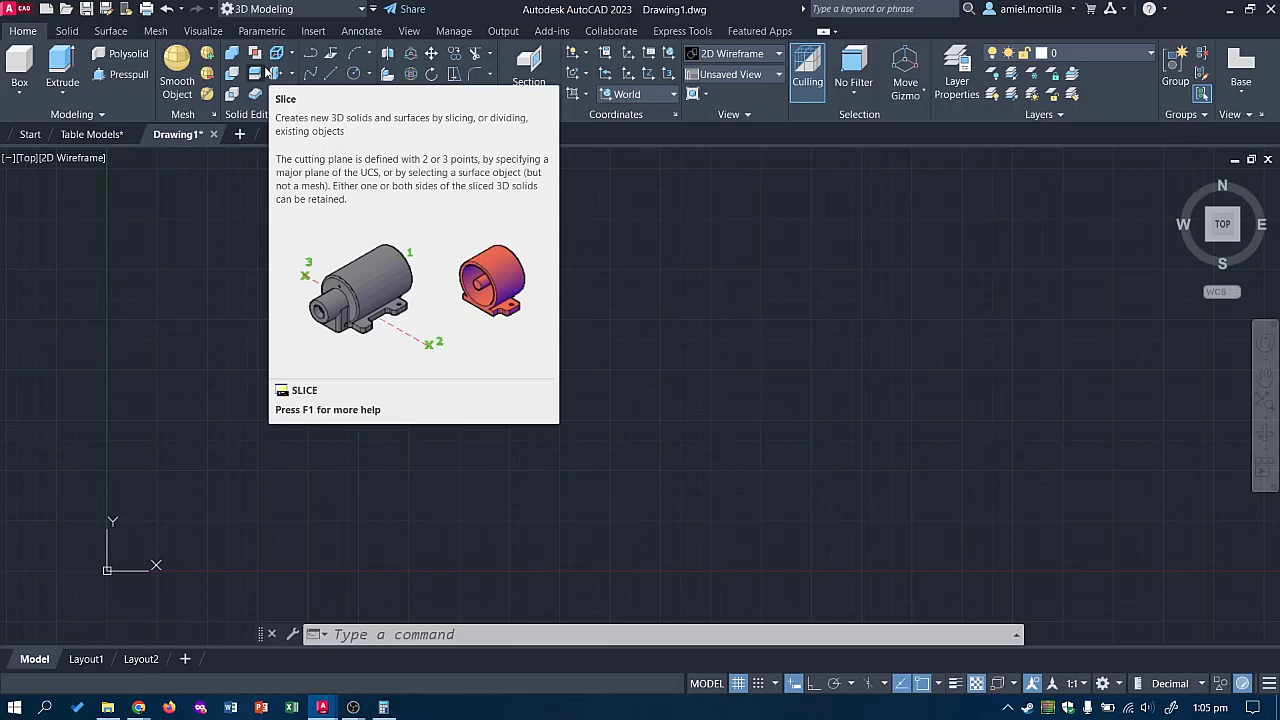 CAD
3D Modeling
Share
Autodesk AutoCAD 2023 Drawing1.dwg
Type a keyword or phrase
amiel.mortilla
Home Solid Surface Mesh Visualize Parametric Insert Annotate View Manage Output Add-ins Collaborate Express Tools Featured Apps
Polysolid
Presspull
Box
Extrude
Smooth
Object
Section
2D Wireframe
Unsaved View
World
Culling
No Filter
Move
Gizmo
Layer
Properties
0
Group
Base
Modeling
Mesh
Solid Edit
Coordinates
View
Selection
Layers
Groups
View
Start
Table Models*
Drawing1*
[−][Top][2D Wireframe]
Slice
Creates new 3D solids and surfaces by slicing, or dividing,
existing objects
The cutting plane is defined with 2 or 3 points, by specifying a
major plane of the UCS, or by selecting a surface object (but
not a mesh). Either one or both sides of the sliced 3D solids
can be retained.
1
3
X
X 2
SLICE
Press F1 for more help
N
W TOP E
S
WCS
Y
X
Type a command
Model Layout1 Layout2
MODEL
1:1
Decimal
1:05 pm